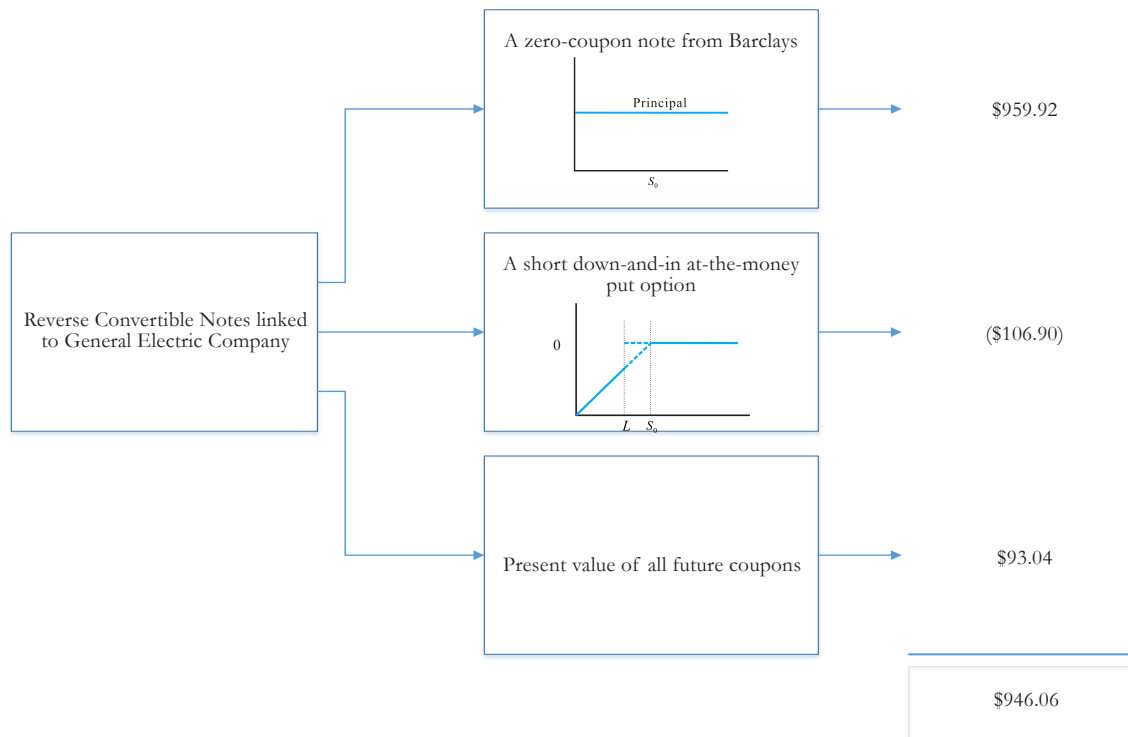 A zero-coupon note from Barclays
Principal
S₀
$959.92
Reverse Convertible Notes linked
to General Electric Company
A short down-and-in at-the-money
put option
0
L S₀
($106.90)
Present value of all future coupons
$93.04
$946.06